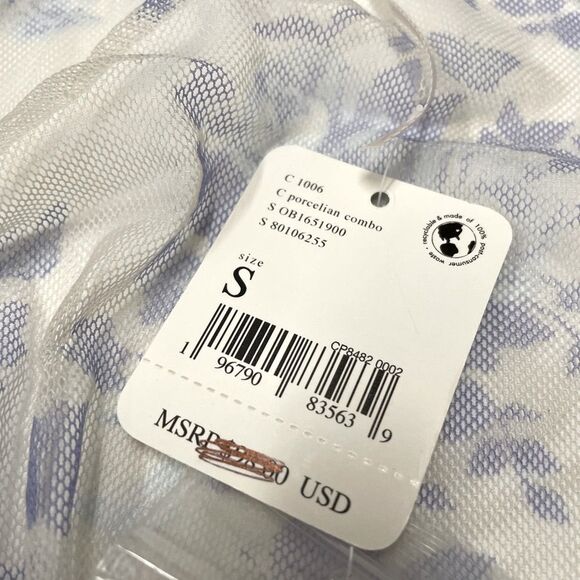 C 1006
C porcelian combo
S OB1651900
S 80106255
recyclable & made of 100% post-consumer waste
size
S
CP8482 0002
1 96790 83563 9
MSRP .00 USD